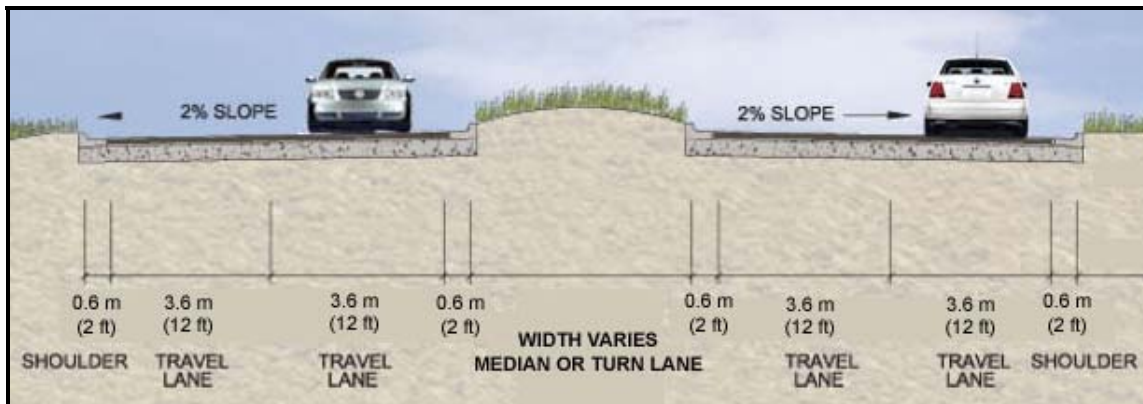 2% SLOPE
2% SLOPE
0.6 m
(2 ft)
3.6 m
(12 ft)
3.6 m
(12 ft)
0.6 m
(2 ft)
WIDTH VARIES
MEDIAN OR TURN LANE
0.6 m
(2 ft)
3.6 m
(12 ft)
3.6 m
(12 ft)
0.6 m
(2 ft)
SHOULDER
TRAVEL
LANE
TRAVEL
LANE
TRAVEL
LANE
TRAVEL
LANE
SHOULDER